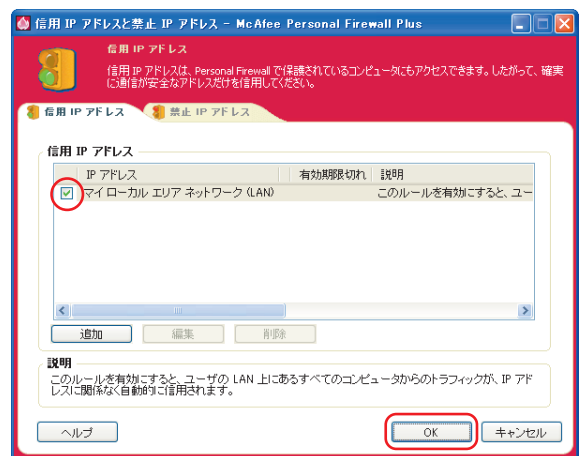 信用 IP アドレスと禁止 IP アドレス - McAfee Personal Firewall Plus
信用 IP アドレス
信用 IP アドレスは、Personal Firewall で保護されているコンピュータにもアクセスできます。したがって、確実
に通信が安全なアドレスだけを信用してください。
信用 IP アドレス 禁止 IP アドレス
信用 IP アドレス
IP アドレス 有効期限切れ 説明
マイ ローカル エリア ネットワーク (LAN) このルールを有効にすると、ユー
追加 編集 削除
説明
このルールを有効にすると、ユーザの LAN 上にあるすべてのコンピュータからのトラフィックが、IP アド
レスに関係なく自動的に信用されます。
ヘルプ OK キャンセル